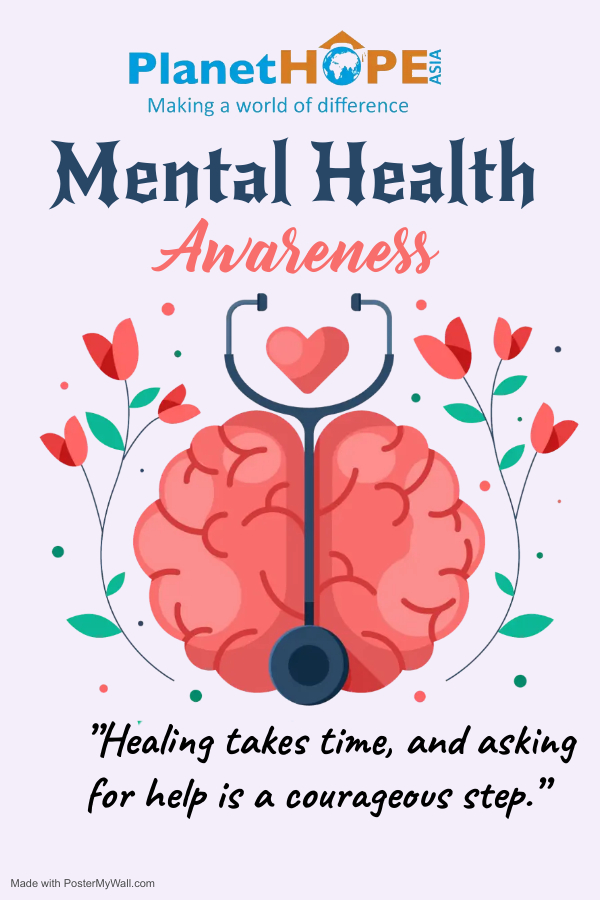 PlanetHOPE ASIA
Making a world of difference
Mental Health
Awareness
”Healing takes time, and asking
for help is a courageous step.”
Made with PosterMyWall.com